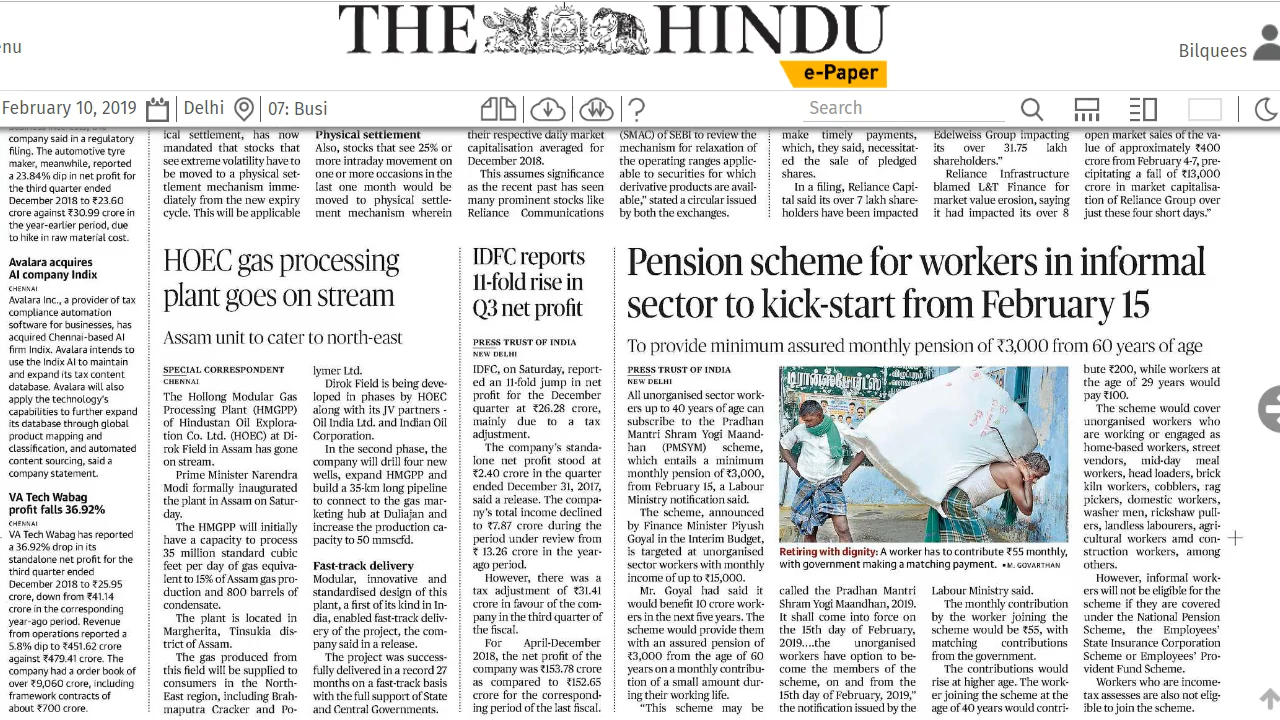 THE HINDU
e-Paper
enu
Bilquees
February 10, 2019
Delhi
07: Busi
?
Search
company said in a regulatory
filing. The automotive tyre
maker, meanwhile, reported
a 23.84% dip in net profit for
the third quarter ended
December 2018 to ₹23.60
crore against ₹30.99 crore in
the year-earlier period, due
to hike in raw material cost.
Avalara acquires
AI company Indix
CHENNAI
Avalara Inc., a provider of tax
compliance automation
software for businesses, has
acquired Chennai-based AI
firm Indix. Avalara intends to
use the Indix AI to maintain
and expand its tax content
database. Avalara will also
apply the technology's
capabilities to further expand
its database through global
product mapping and
classification, and automated
content sourcing, said a
company statement.
VA Tech Wabag
profit falls 36.92%
CHENNAI
VA Tech Wabag has reported
a 36.92% drop in its
standalone net profit for the
third quarter ended
December 2018 to ₹25.95
crore, down from ₹41.14
crore in the corresponding
year-ago period. Revenue
from operations reported a
5.8% dip to ₹451.62 crore
against ₹479.41 crore. The
company had a order book of
over ₹9,060 crore, including
framework contracts of
about ₹700 crore.
ical settlement, has now
mandated that stocks that
see extreme volatility have to
be moved to a physical set-
tlement mechanism imme-
diately from the new expiry
cycle. This will be applicable
Physical settlement
Also, stocks that see 25% or
more intraday movement on
one or more occasions in the
last one month would be
moved to physical settle-
ment mechanism wherein
their respective daily market
capitalisation averaged for
December 2018.
This assumes significance
as the recent past has seen
many prominent stocks like
Reliance Communications
(SMAC) of SEBI to review the
mechanism for relaxation of
the operating ranges applic-
able to securities for which
derivative products are avail-
able," stated a circular issued
by both the exchanges.
make timely payments,
which, they said, necessitat-
ed the sale of pledged
shares.
In a filing, Reliance Capi-
tal said its over 7 lakh share-
holders have been impacted
Edelweiss Group impacting
its over 31.75 lakh
shareholders."
Reliance Infrastructure
blamed L&T Finance for
market value erosion, saying
it had impacted its over 8
open market sales of the va-
lue of approximately ₹400
crore from February 4-7, pre-
cipitating a fall of ₹13,000
crore in market capitalisa-
tion of Reliance Group over
just these four short days."
HOEC gas processing
plant goes on stream
Assam unit to cater to north-east
SPECIAL CORRESPONDENT
CHENNAI
The Hollong Modular Gas
Processing Plant (HMGPP)
of Hindustan Oil Explora-
tion Co. Ltd. (HOEC) at Di-
rok Field in Assam has gone
on stream.
Prime Minister Narendra
Modi formally inaugurated
the plant in Assam on Satur-
day.
The HMGPP will initially
have a capacity to process
35 million standard cubic
feet per day of gas equiva-
lent to 15% of Assam gas pro-
duction and 800 barrels of
condensate.
The plant is located in
Margherita, Tinsukia dis-
trict of Assam.
The gas produced from
this field will be supplied to
consumers in the North-
East region, including Brah-
maputra Cracker and Po-
lymer Ltd.
Dirok Field is being deve-
loped in phases by HOEC
along with its JV partners -
Oil India Ltd. and Indian Oil
Corporation.
In the second phase, the
company will drill four new
wells, expand HMGPP and
build a 35-km long pipeline
to connect to the gas mar-
keting hub at Duliajan and
increase the production ca-
pacity to 50 mmscfd.
Fast-track delivery
Modular, innovative and
standardised design of this
plant, a first of its kind in In-
dia, enabled fast-track deliv-
ery of the project, the com-
pany said in a release.
The project was success-
fully delivered in a record 27
months on a fast-track basis
with the full support of State
and Central Governments.
IDFC reports
11-fold rise in
Q3 net profit
PRESS TRUST OF INDIA
NEW DELHI
IDFC, on Saturday, report-
ed an 11-fold jump in net
profit for the December
quarter at ₹26.28 crore,
mainly due to a tax
adjustment.
The company's standa-
lone net profit stood at
₹2.40 crore in the quarter
ended December 31, 2017,
said a release. The compa-
ny's total income declined
to ₹7.87 crore during the
period under review from
₹ 13.26 crore in the year-
ago period.
However, there was a
tax adjustment of ₹31.41
crore in favour of the com-
pany in the third quarter of
the fiscal.
For April-December
2018, the net profit of the
company was ₹153.78 crore
as compared to ₹152.65
crore for the correspond-
ing period of the last fiscal.
Pension scheme for workers in informal
sector to kick-start from February 15
To provide minimum assured monthly pension of ₹3,000 from 60 years of age
PRESS TRUST OF INDIA
NEW DELHI
All unorganised sector work-
ers up to 40 years of age can
subscribe to the Pradhan
Mantri Shram Yogi Maand-
han (PMSYM) scheme,
which entails a minimum
monthly pension of ₹3,000,
from February 15, a Labour
Ministry notification said.
The scheme, announced
by Finance Minister Piyush
Goyal in the Interim Budget,
is targeted at unorganised
sector workers with monthly
income of up to ₹15,000.
Mr. Goyal had said it
would benefit 10 crore work-
ers in the next five years. The
scheme would provide them
with an assured pension of
₹3,000 from the age of 60
years on a monthly contribu-
tion of a small amount dur-
ing their working life.
"This scheme may be
Retiring with dignity: A worker has to contribute ₹55 monthly,
with government making a matching payment. •M. GOVARTHAN
called the Pradhan Mantri
Shram Yogi Maandhan, 2019.
It shall come into force on
the 15th day of February,
2019....the unorganised
workers have option to be-
come the members of the
scheme, on and from the
15th day of February, 2019,"
the notification issued by the
Labour Ministry said.
The monthly contribution
by the worker joining the
scheme would be ₹55, with
matching contributions
from the government.
The contributions would
rise at higher age. The work-
er joining the scheme at the
age of 40 years would contri-
bute ₹200, while workers at
the age of 29 years would
pay ₹100.
The scheme would cover
unorganised workers who
are working or engaged as
home-based workers, street
vendors, mid-day meal
workers, head loaders, brick
kiln workers, cobblers, rag
pickers, domestic workers,
washer men, rickshaw pull-
ers, landless labourers, agri-
cultural workers amd con-
struction workers, among
others.
However, informal work-
ers will not be eligible for the
scheme if they are covered
under the National Pension
Scheme, the Employees'
State Insurance Corporation
Scheme or Employees' Pro-
vident Fund Scheme.
Workers who are income-
tax assesses are also not elig-
ible to join the scheme.